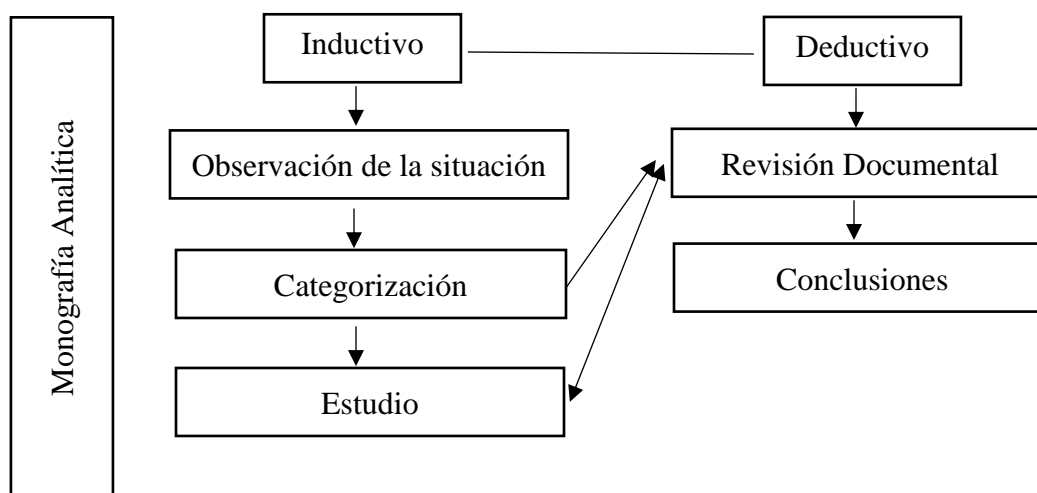 Monografía Analítica
Inductivo
Deductivo
Observación de la situación
Revisión Documental
Categorización
Conclusiones
Estudio